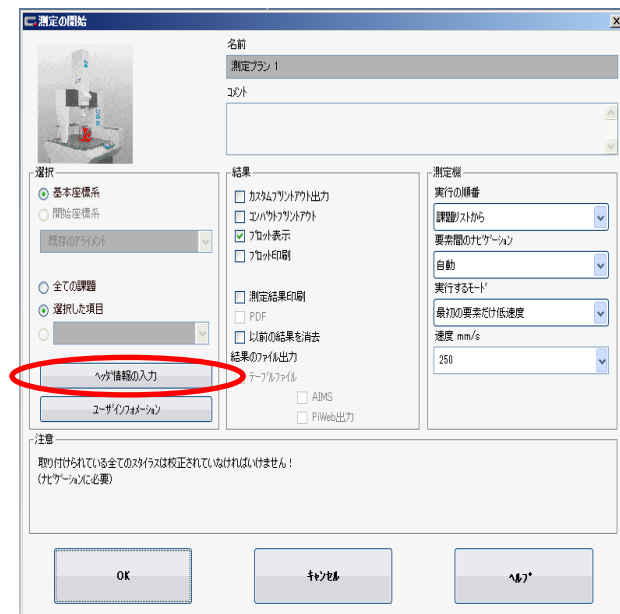 測定の開始
名前
測定プラン 1
コメント
選択
基本座標系
開始座標系
既存のアライメント
全ての課題
選択した項目
ヘッダ情報の入力
ユーザインフォメーション
結果
カスタムプリントアウト出力
コンパクトプリントアウト
プロット表示
プロット印刷
測定結果印刷
PDF
以前の結果を消去
結果のファイル出力
テーブルファイル
AIMS
PiWeb出力
測定機
実行の順番
課題リストから
要素間のナビゲーション
自動
実行するモード
最初の要素だけ低速度
速度 mm/s
250
注意
取り付けられている全てのスタイラスは校正されていなければいけません！
(ナビゲーションに必要)
OK
キャンセル
ヘルプ